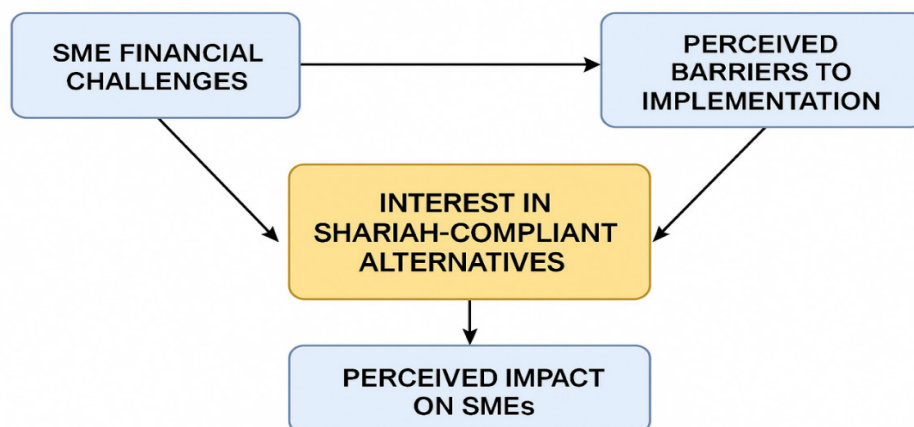 SME FINANCIAL
CHALLENGES
PERCEIVED
BARRIERS TO
IMPLEMENTATION
INTEREST IN
SHARIAH-COMPLIANT
ALTERNATIVES
PERCEIVED IMPACT
ON SMEs